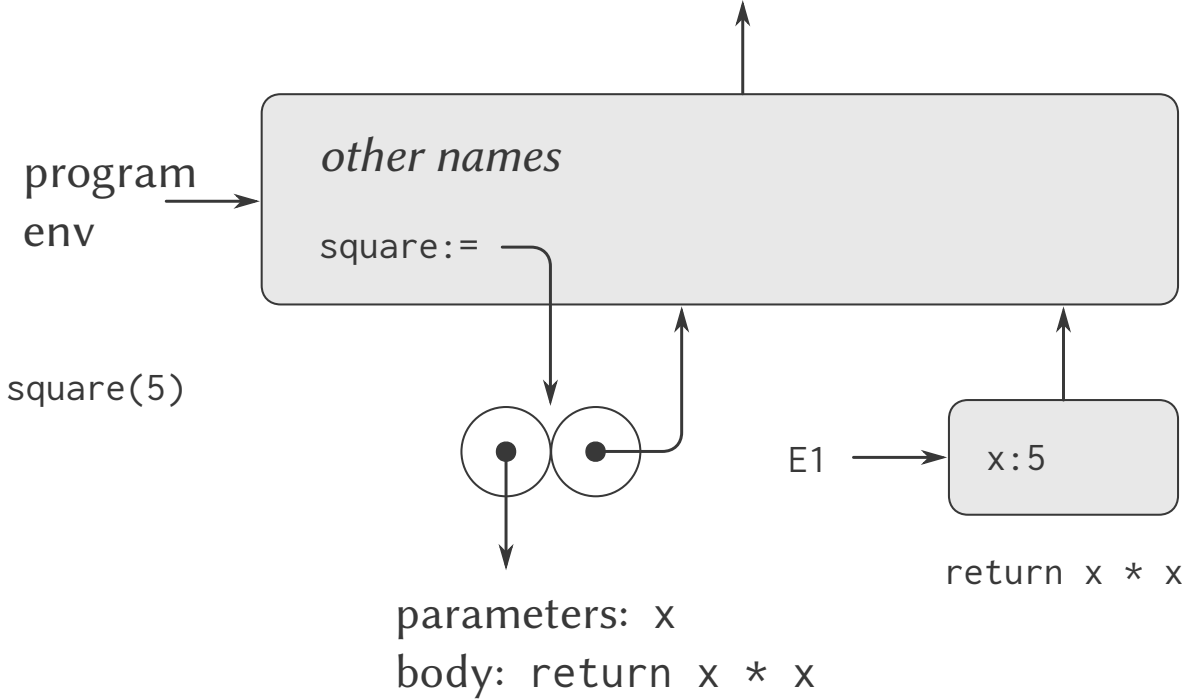 program
env
other names
square:=
square(5)
E1
x:5
return x * x
parameters: x
body: return x * x